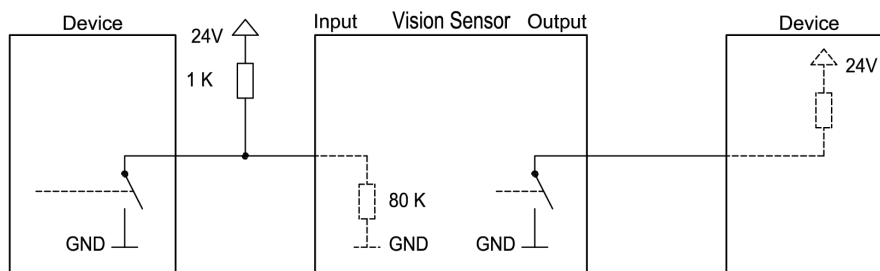 Device
24V
1 K
GND
Input Vision Sensor Output
80 K
GND
GND
Device
24V